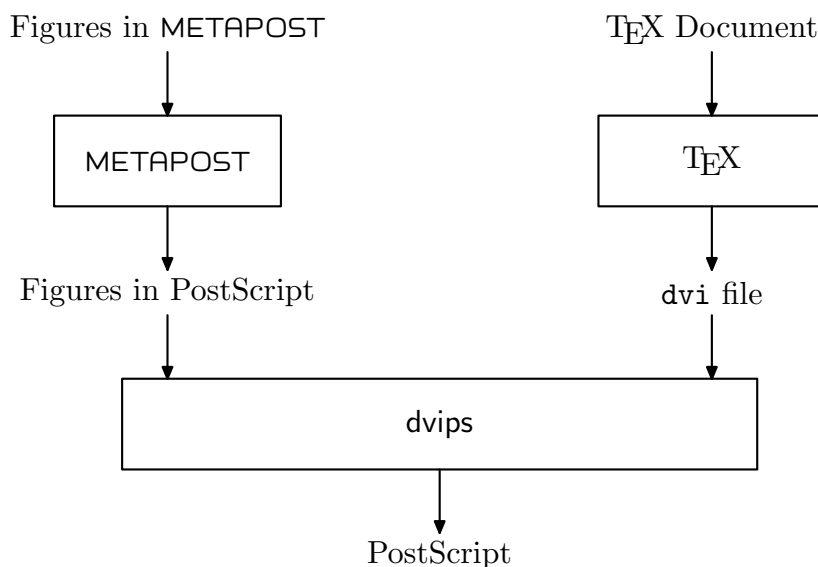 Figures in METAPOST
TEX Document
METAPOST
TEX
Figures in PostScript
dvi file
dvips
PostScript